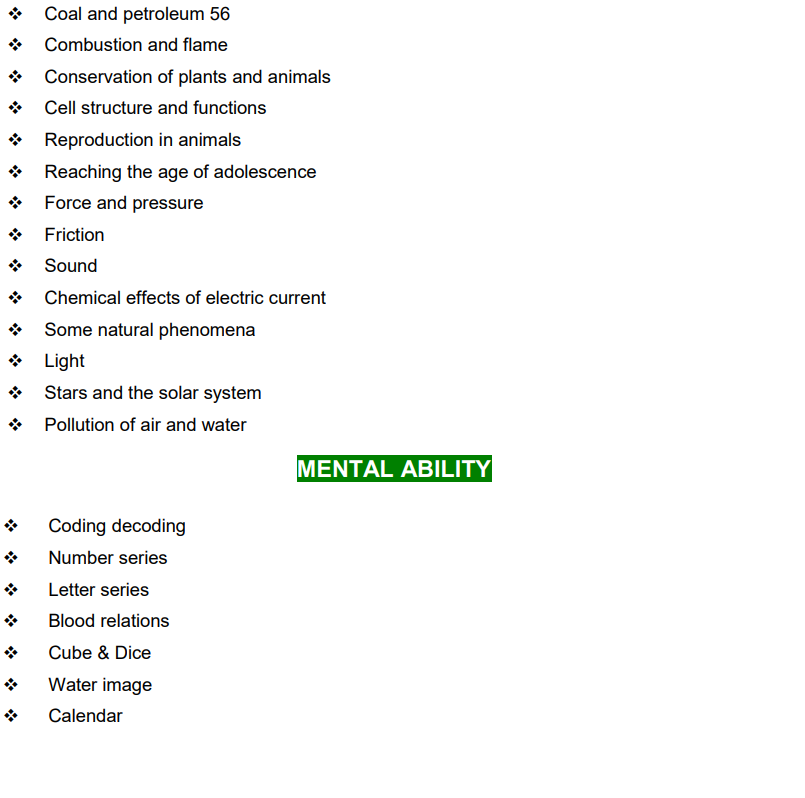 ❖ Coal and petroleum 56
❖ Combustion and flame
❖ Conservation of plants and animals
❖ Cell structure and functions
❖ Reproduction in animals
❖ Reaching the age of adolescence
❖ Force and pressure
❖ Friction
❖ Sound
❖ Chemical effects of electric current
❖ Some natural phenomena
❖ Light
❖ Stars and the solar system
❖ Pollution of air and water
MENTAL ABILITY
❖ Coding decoding
❖ Number series
❖ Letter series
❖ Blood relations
❖ Cube & Dice
❖ Water image
❖ Calendar